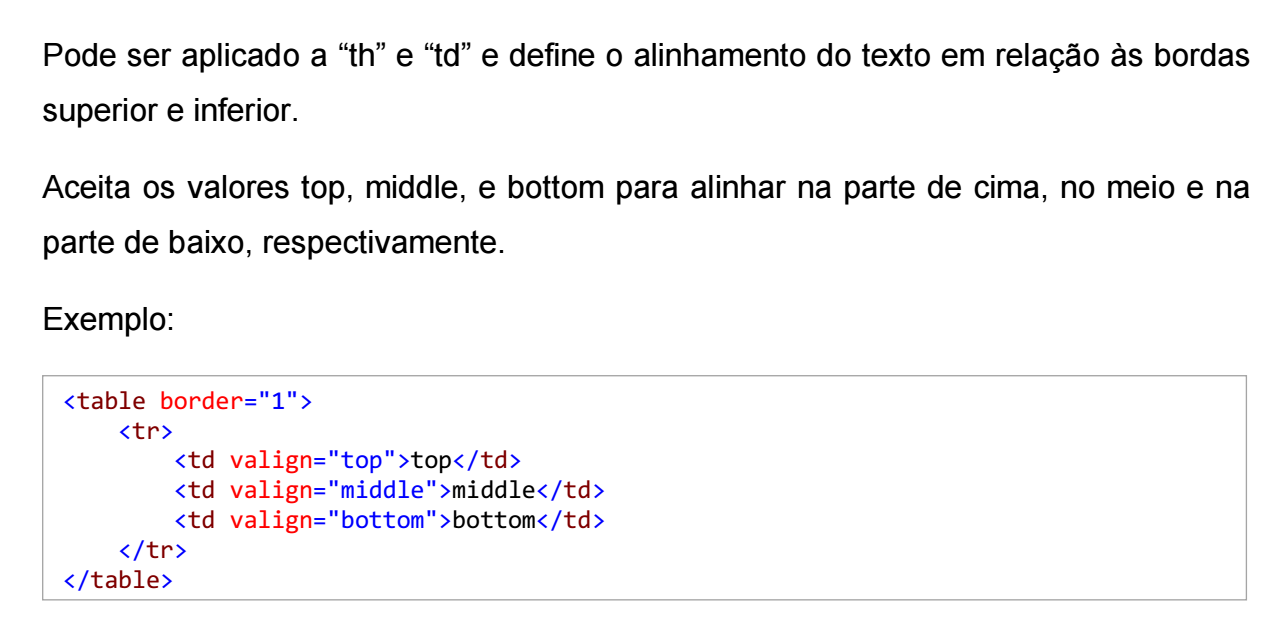 Pode ser aplicado a “th” e “td” e define o alinhamento do texto em relação às bordas
superior e inferior.
Aceita os valores top, middle, e bottom para alinhar na parte de cima, no meio e na
parte de baixo, respectivamente.
Exemplo:
<table border="1">
    <tr>
        <td valign="top">top</td>
        <td valign="middle">middle</td>
        <td valign="bottom">bottom</td>
    </tr>
</table>